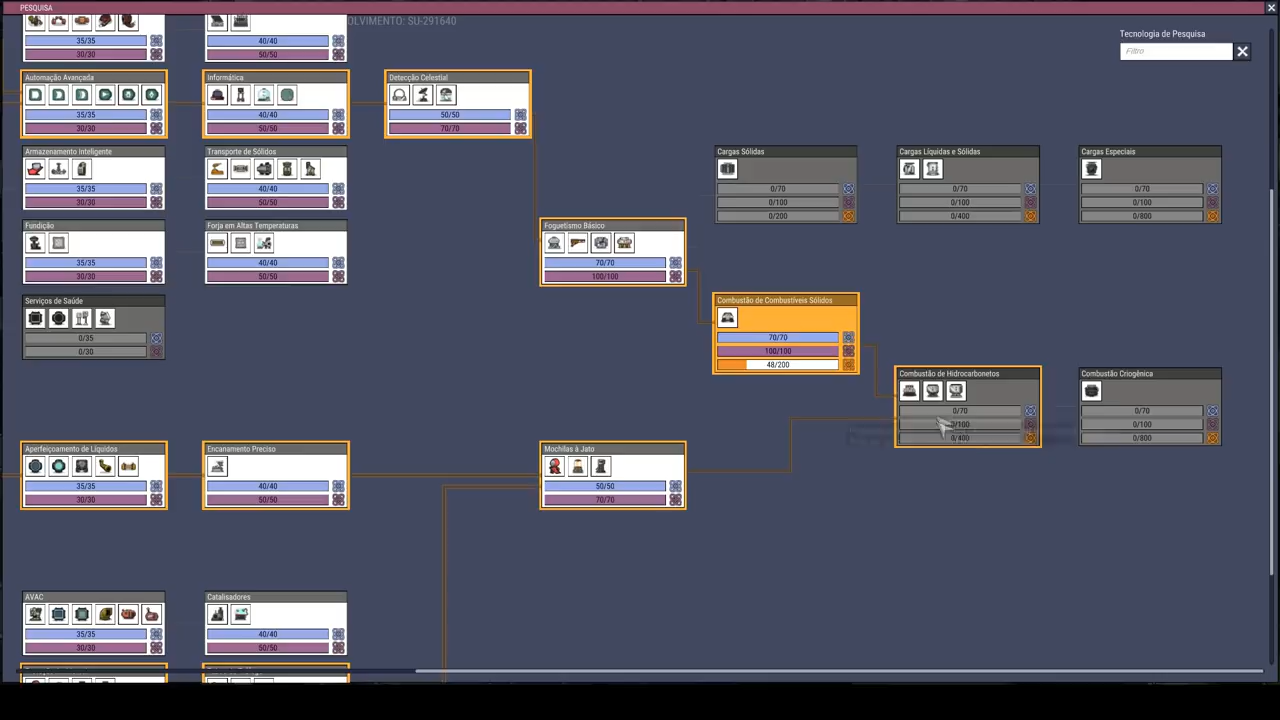 PESQUISA
OLVIMENTO: SU-291640
Tecnologia de Pesquisa
Filtro
35/35
30/30
40/40
50/50
Automação Avançada
35/35
30/30
Informática
40/40
50/50
Detecção Celestial
50/50
70/70
Armazenamento Inteligente
35/35
30/30
Transporte de Sólidos
40/40
50/50
Cargas Sólidas
0/70
0/100
0/200
Cargas Líquidas e Sólidas
0/70
0/100
0/400
Cargas Especiais
0/70
0/100
0/800
Fundição
35/35
30/30
Forja em Altas Temperaturas
40/40
50/50
Foguetismo Básico
70/70
100/100
Serviços de Saúde
0/35
0/30
Combustão de Combustíveis Sólidos
70/70
100/100
48/200
Combustão de Hidrocarbonetos
0/70
0/100
0/400
Combustão Criogênica
0/70
0/100
0/800
Aperfeiçoamento de Líquidos
35/35
30/30
Encanamento Preciso
40/40
50/50
Mochilas à Jato
50/50
70/70
AVAC
35/35
30/30
Catalisadores
40/40
50/50